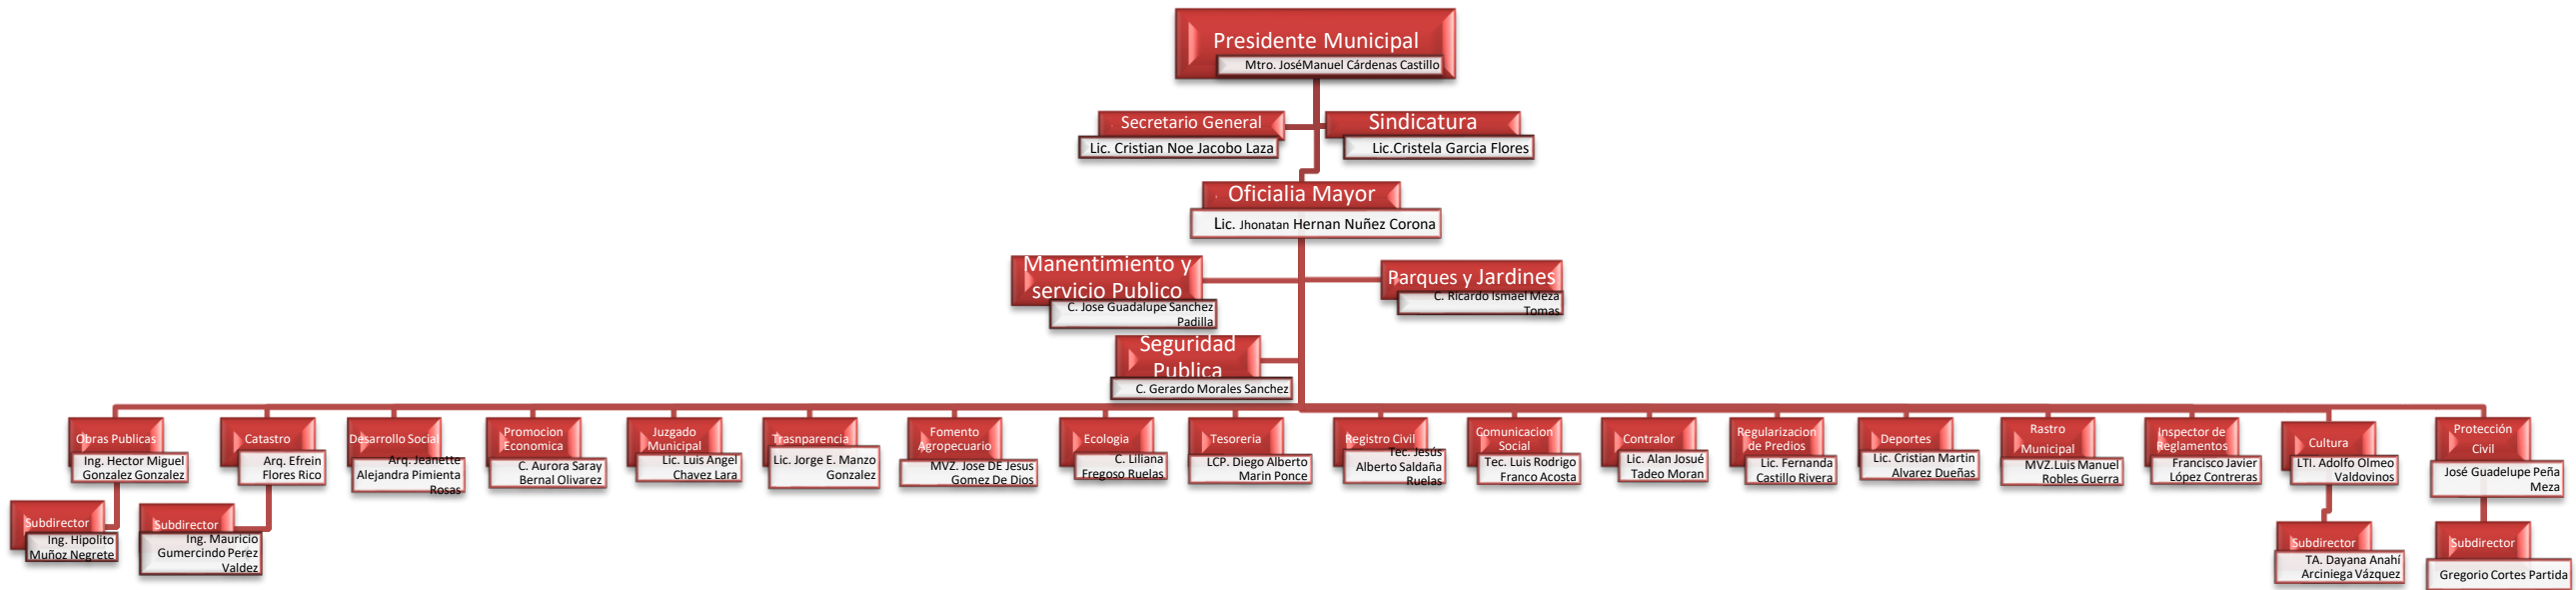 Presidente Municipal
Mtro. JoséManuel Cárdenas Castillo
Secretario General
Lic. Cristian Noe Jacobo Laza
Sindicatura
Lic.Cristela Garcia Flores
Oficialia Mayor
Lic. Jhonatan Hernan Nuñez Corona
Manentimiento y
servicio Publico
C. Jose Guadalupe Sanchez
Padilla
Parques y Jardines
C. Ricardo Ismael Meza
Tomas
Seguridad
Publica
C. Gerardo Morales Sanchez
Obras Publicas
Ing. Hector Miguel
Gonzalez Gonzalez
Catastro
Arq. Efrein
Flores Rico
Desarrollo Social
Arq. Jeanette
Alejandra Pimienta
Rosas
Promocion
Economica
C. Aurora Saray
Bernal Olivarez
Juzgado
Municipal
Lic. Luis Angel
Chavez Lara
Trasnparencia
Lic. Jorge E. Manzo
Gonzalez
Fomento
Agropecuario
MVZ. Jose DE Jesus
Gomez De Dios
Ecologia
C. Liliana
Fregoso Ruelas
Tesoreria
LCP. Diego Alberto
Marin Ponce
Registro Civil
Tec. Jesús
Alberto Saldaña
Ruelas
Comunicacion
Social
Tec. Luis Rodrigo
Franco Acosta
Contralor
Lic. Alan Josué
Tadeo Moran
Regularizacion
de Predios
Lic. Fernanda
Castillo Rivera
Deportes
Lic. Cristian Martin
Alvarez Dueñas
Rastro
Municipal
MVZ.Luis Manuel
Robles Guerra
Inspector de
Reglamentos
Francisco Javier
López Contreras
Cultura
LTI. Adolfo Olmeo
Valdovinos
Protección
Civil
José Guadelupe Peña
Meza
Subdirector
Ing. Hipolito
Muñoz Negrete
Subdirector
Ing. Mauricio
Gumercindo Perez
Valdez
Subdirector
TA. Dayana Anahí
Arciniega Vázquez
Subdirector
Gregorio Cortes Partida